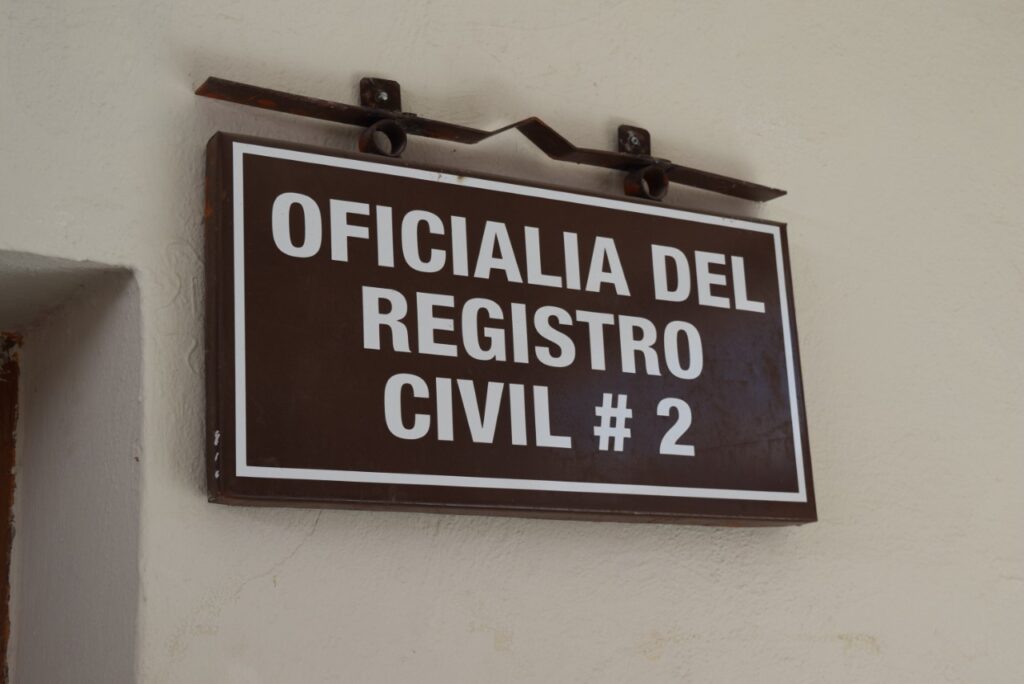 OFICIALIA DEL
REGISTRO
CIVIL # 2